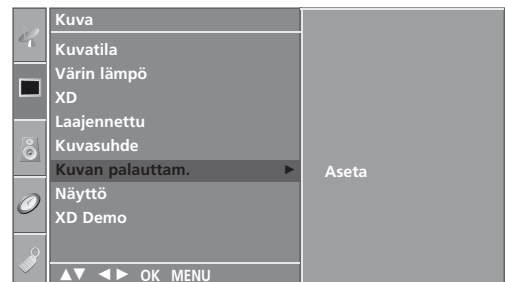 Kuva
Kuvatila
Värin lämpö
XD
Laajennettu
Kuvasuhde
Kuvan palauttam. ▶ Aseta
Näyttö
XD Demo
▲▼ ◀▶ OK MENU